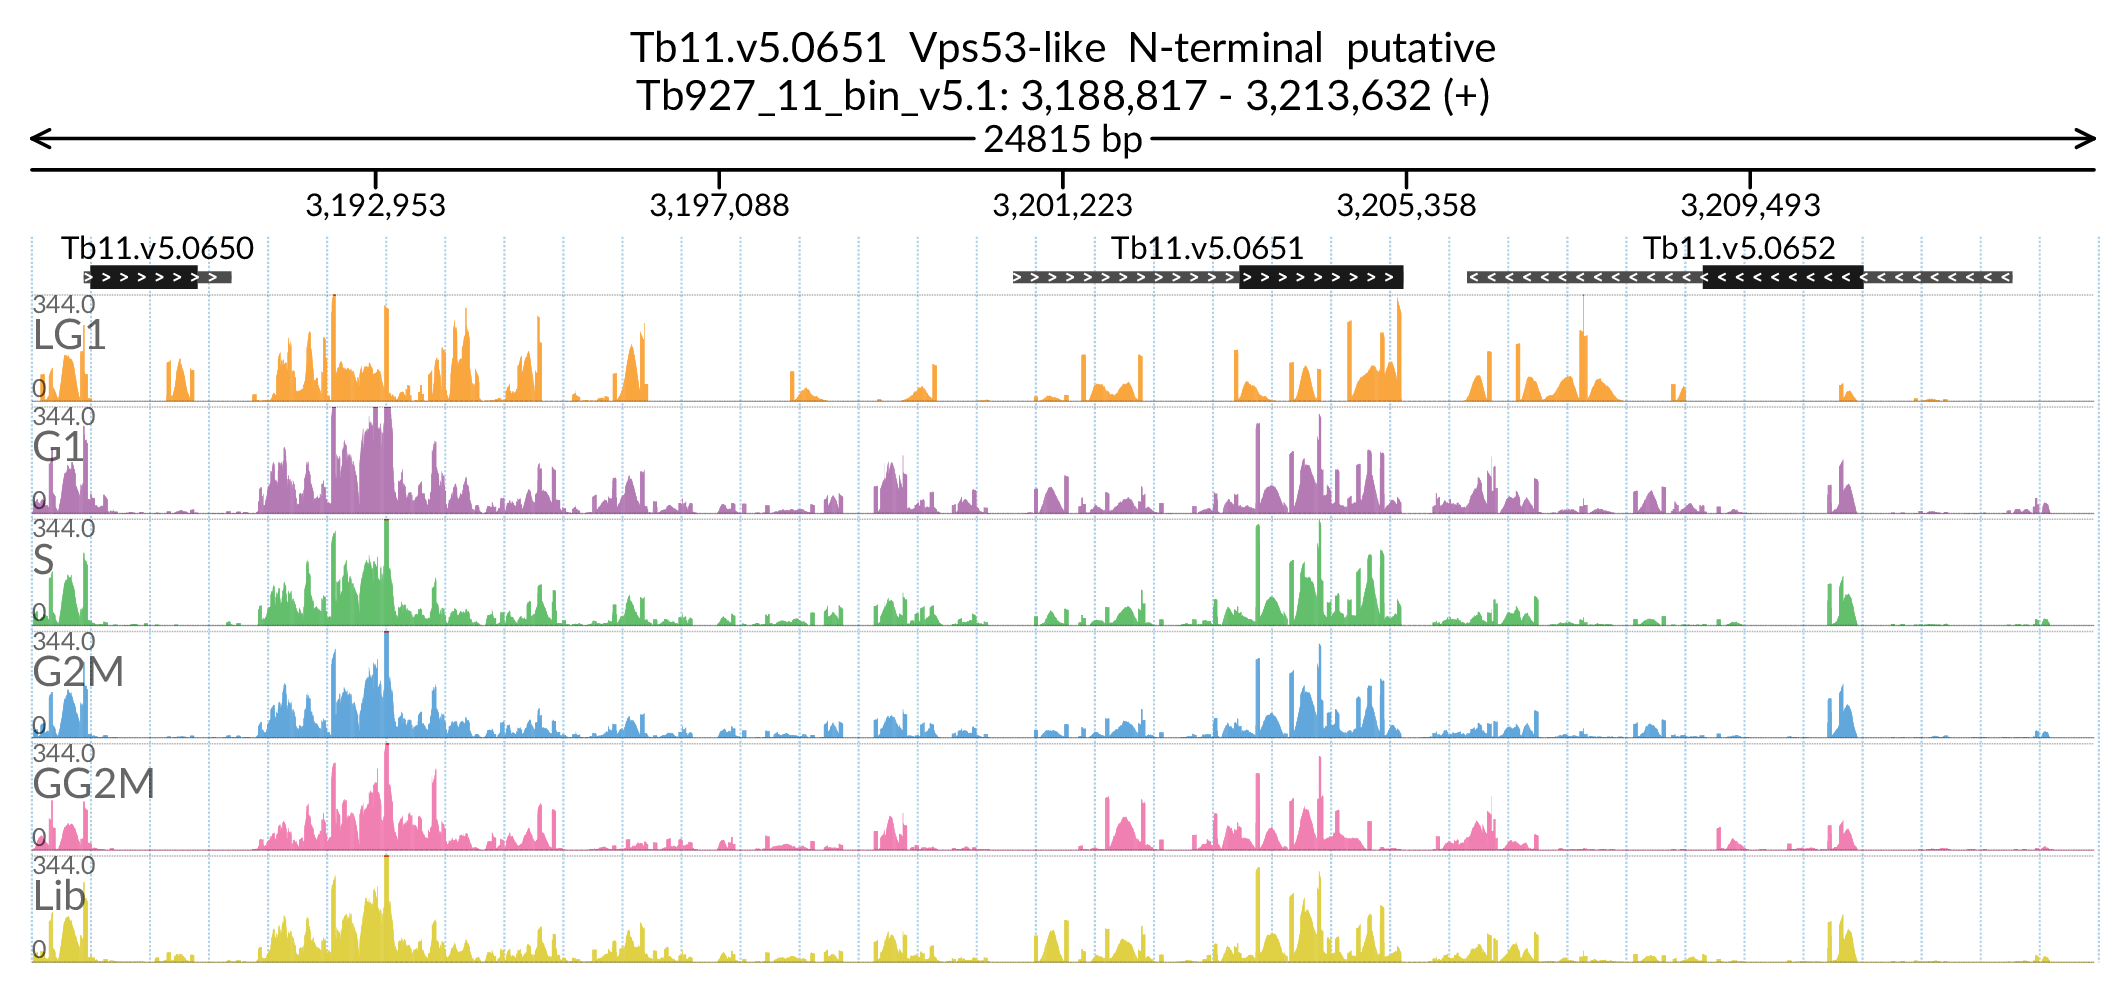 Tb11.v5.0651 Vps53-like N-terminal putative
Tb927_11_bin_v5.1: 3,188,817 - 3,213,632 (+)
24815 bp
3,192,953 3,197,088 3,201,223 3,205,358 3,209,493
Tb11.v5.0650 Tb11.v5.0651 Tb11.v5.0652
344.0
LG1
0
344.0
G1
0
344.0
S
0
344.0
G2M
0
344.0
GG2M
0
344.0
Lib
0